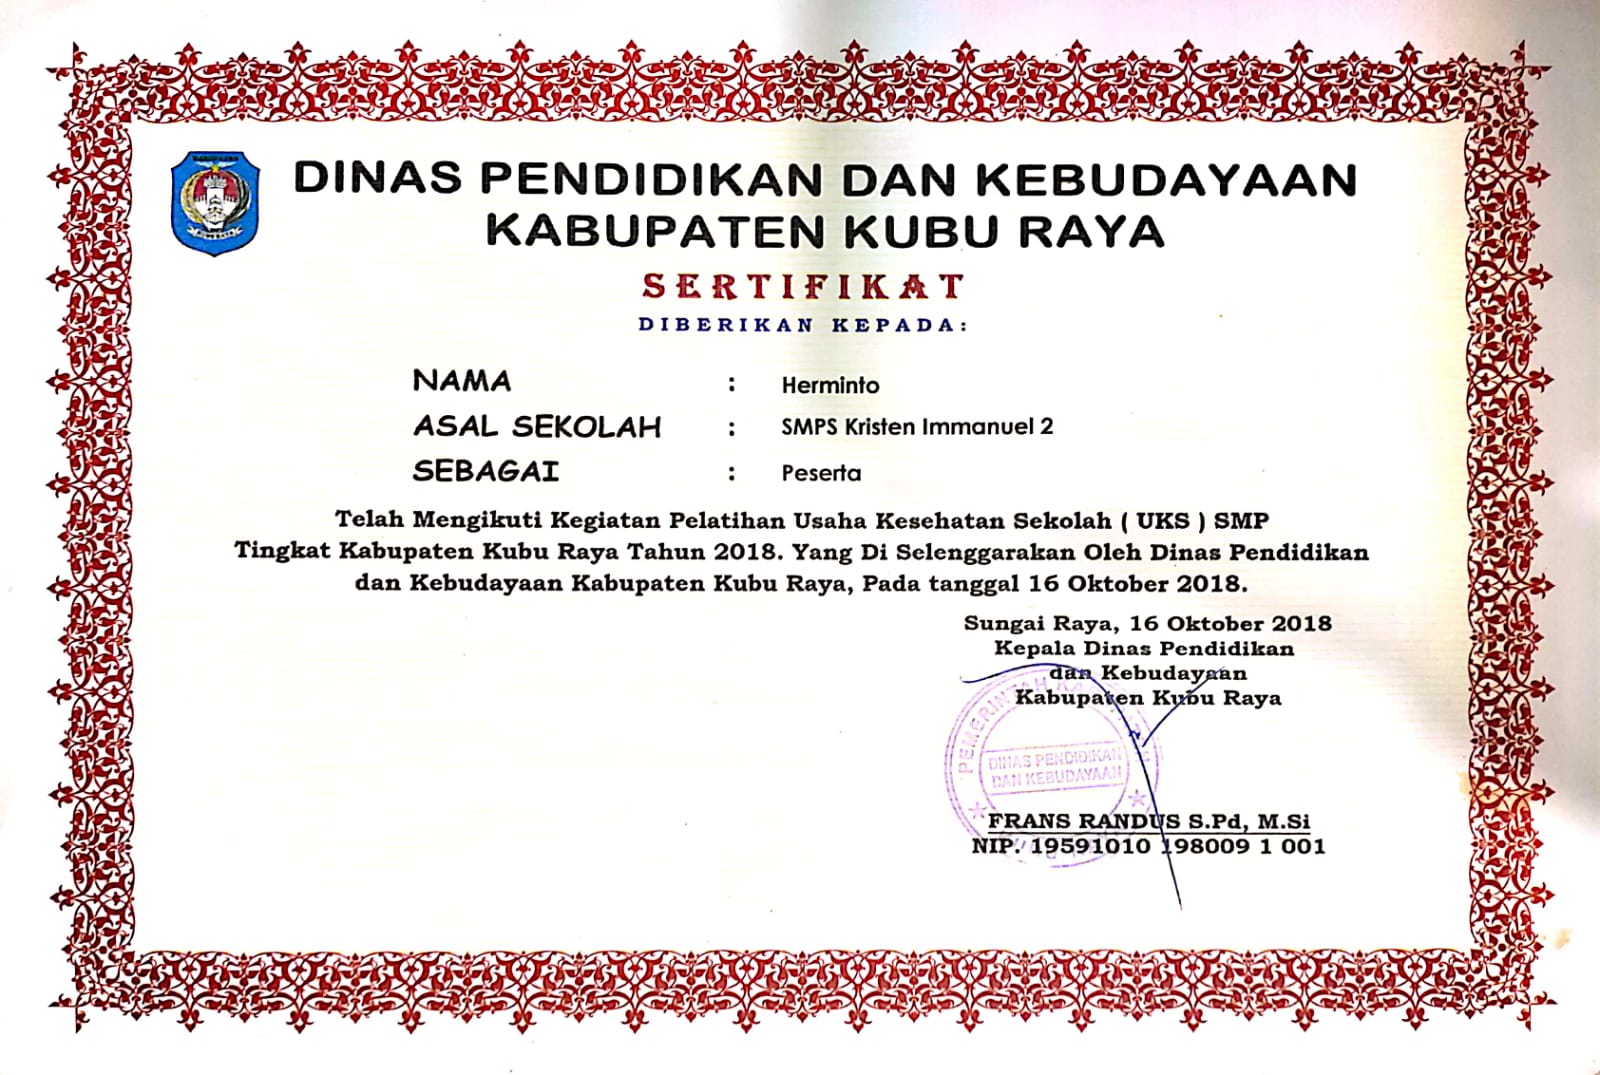 KABUPATEN
KUBU RAYA
DINAS PENDIDIKAN DAN KEBUDAYAAN
KABUPATEN KUBU RAYA
SERTIFIKAT
DIBERIKAN KEPADA:
NAMA : Herminto
ASAL SEKOLAH : SMPS Kristen Immanuel 2
SEBAGAI : Peserta
Telah Mengikuti Kegiatan Pelatihan Usaha Kesehatan Sekolah ( UKS ) SMP
Tingkat Kabupaten Kubu Raya Tahun 2018. Yang Di Selenggarakan Oleh Dinas Pendidikan
dan Kebudayaan Kabupaten Kubu Raya, Pada tanggal 16 Oktober 2018.
Sungai Raya, 16 Oktober 2018
Kepala Dinas Pendidikan
dan Kebudayaan
Kabupaten Kubu Raya
PEMERINTAH
DINAS PENDIDIKAN
DAN KEBUDAYAAN
FRANS RANDUS S.Pd, M.Si
NIP. 19591010 198009 1 001